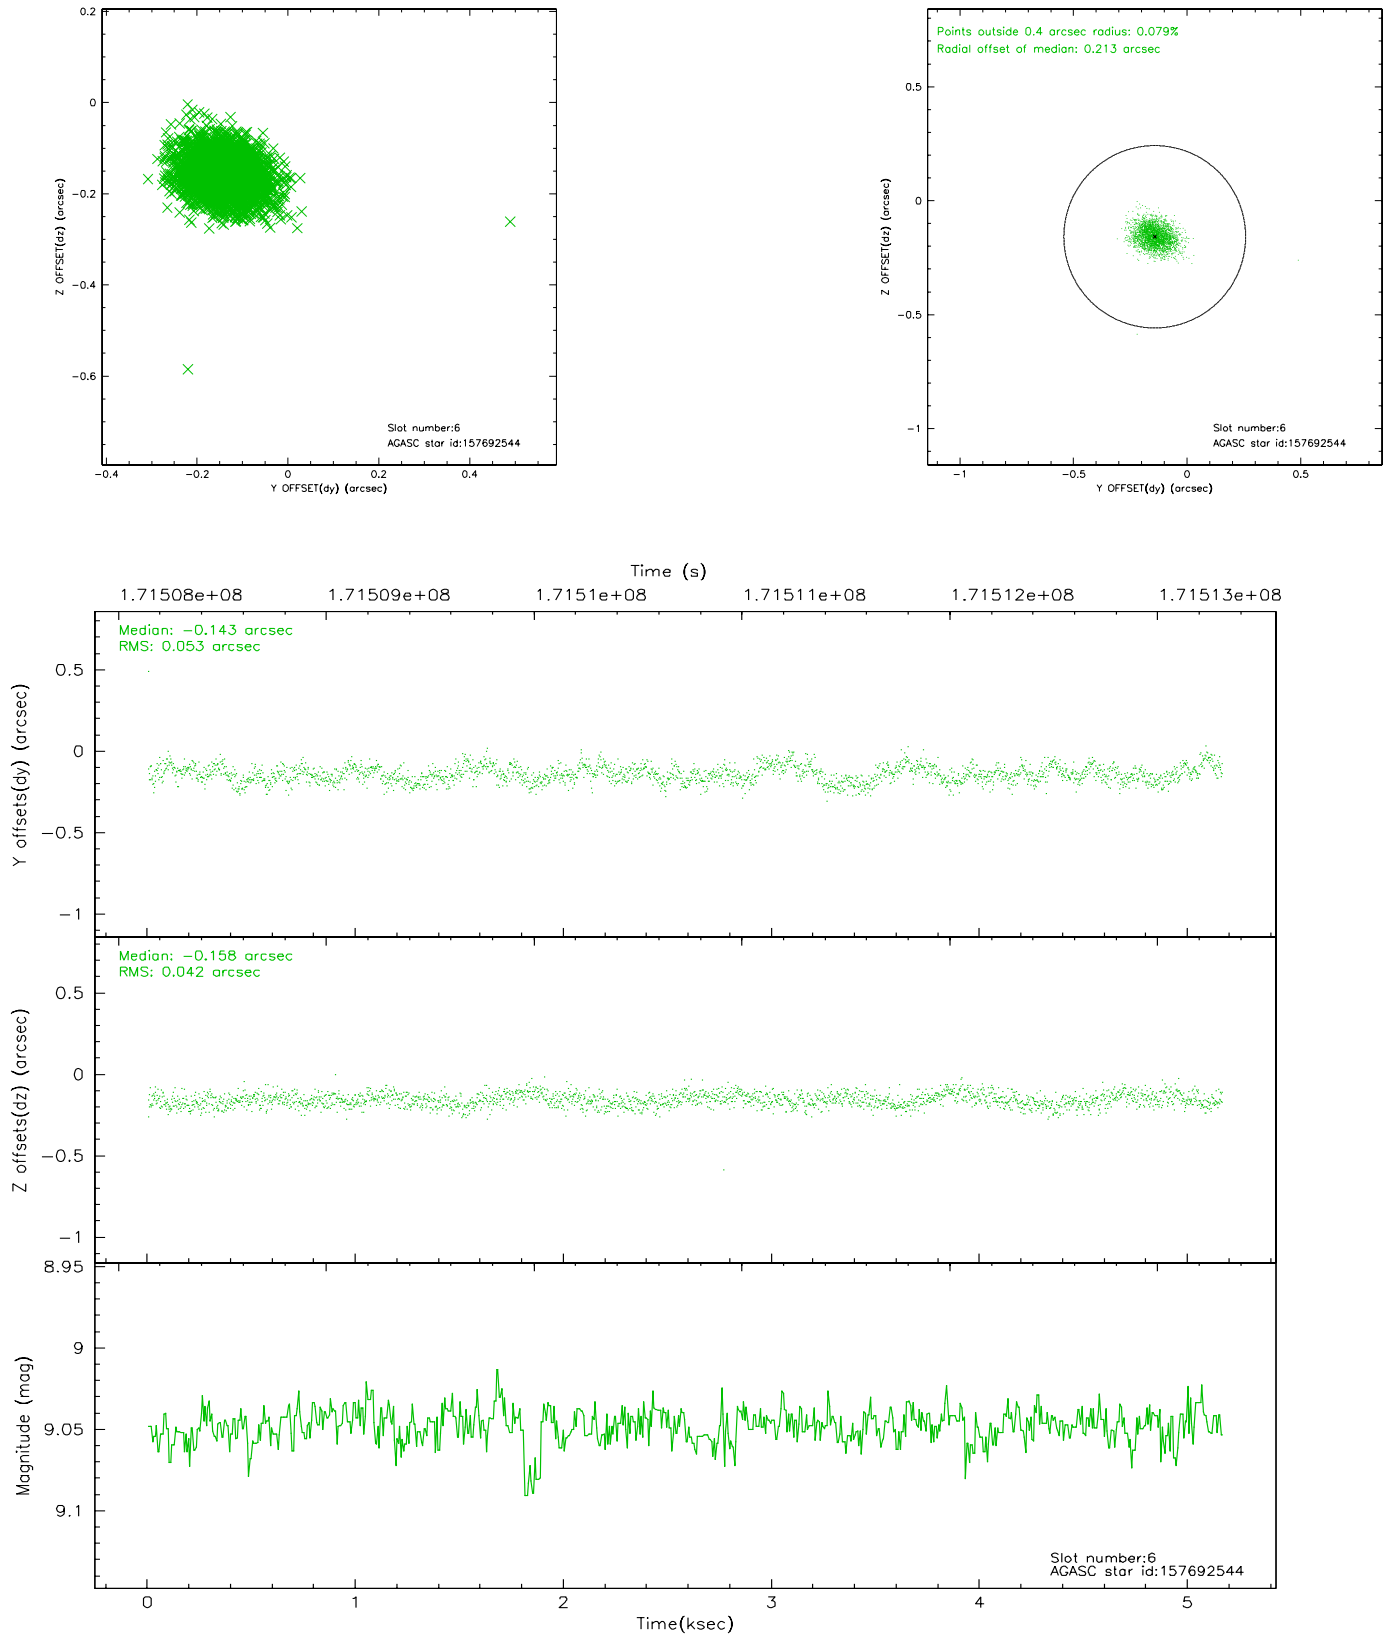 0.2
0
−0.2
−0.4
−0.6
Z OFFSET(dz) (arcsec)
Slot number:6
AGASC star id:157692544
−0.4 −0.2 0 0.2 0.4
Y OFFSET(dy) (arcsec)
Points outside 0.4 arcsec radius: 0.079%
Radial offset of median: 0.213 arcsec
0.5
0
−0.5
−1
Z OFFSET(dz) (arcsec)
Slot number:6
AGASC star id:157692544
−1 −0.5 0 0.5
Y OFFSET(dy) (arcsec)
Time (s)
1.71508e+08 1.71509e+08 1.7151e+08 1.71511e+08 1.71512e+08 1.71513e+08
Median: −0.143 arcsec
RMS: 0.053 arcsec
0.5
0
−0.5
−1
Y offsets(dy) (arcsec)
Median: −0.158 arcsec
RMS: 0.042 arcsec
0.5
0
−0.5
−1
Z offsets(dz) (arcsec)
8.95
9
9.05
9.1
Magnitude (mag)
Slot number:6
AGASC star id:157692544
0 1 2 3 4 5
Time(ksec)